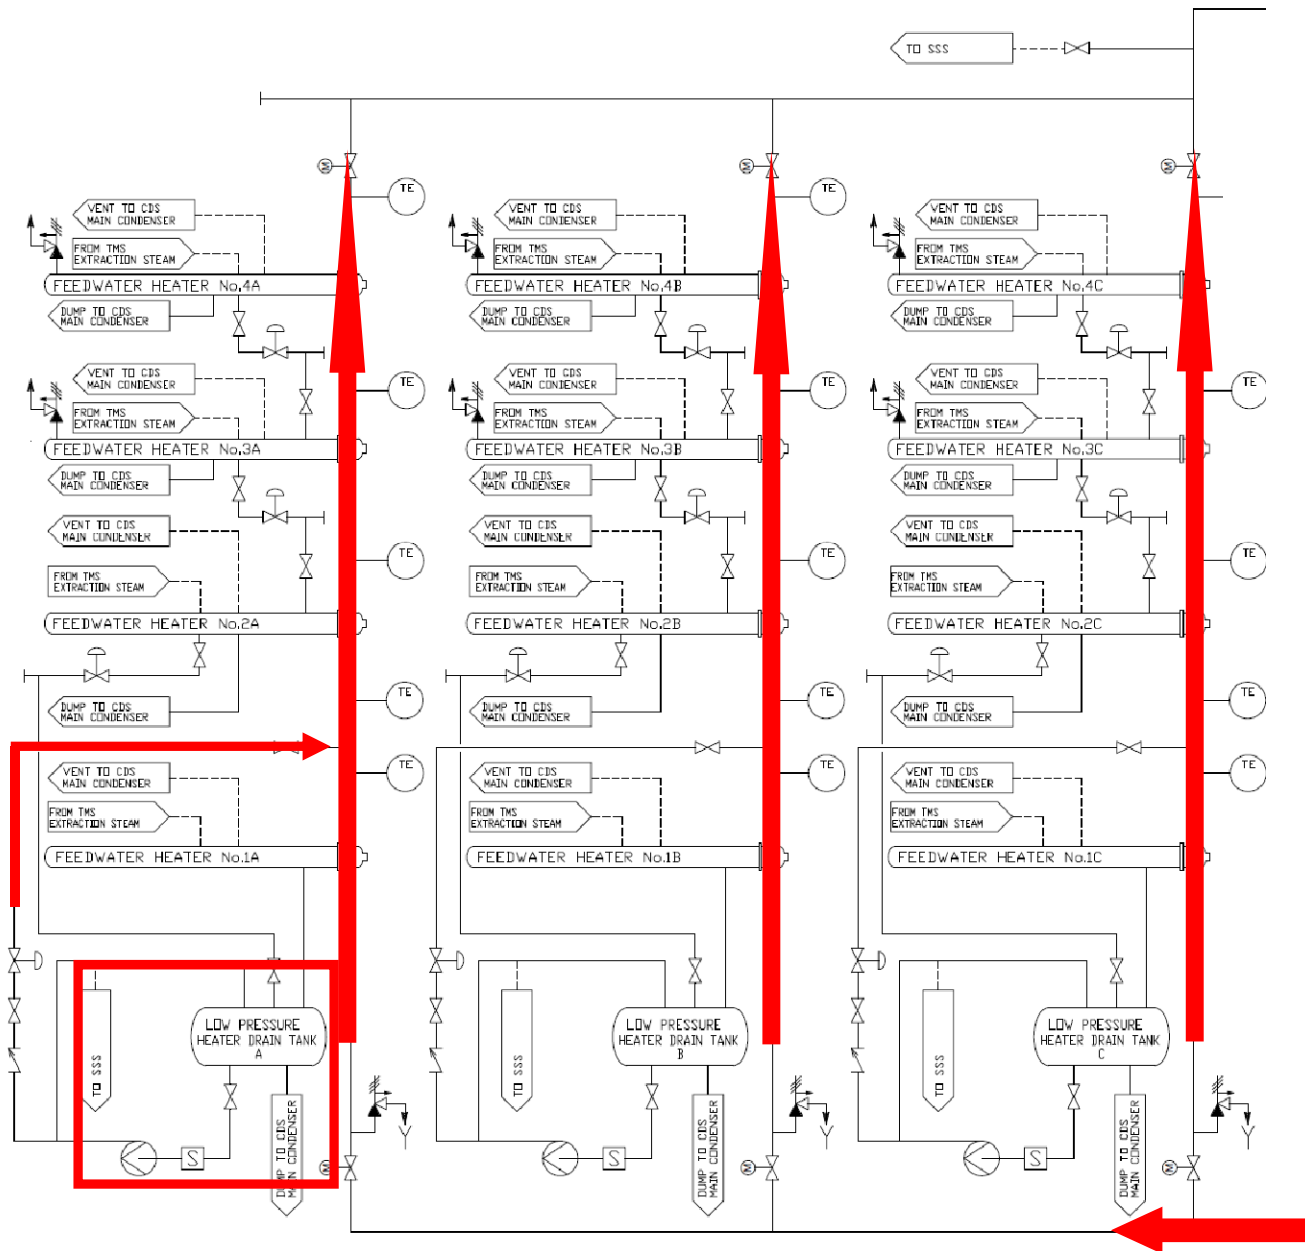 TO SSS
M
TE
M
TE
M
VENT TO CDS
MAIN CONDENSER
FROM TMS
EXTRACTION STEAM
FEEDWATER HEATER No.4A
DUMP TO CDS
MAIN CONDENSER
VENT TO CDS
MAIN CONDENSER
FROM TMS
EXTRACTION STEAM
FEEDWATER HEATER No.4B
DUMP TO CDS
MAIN CONDENSER
VENT TO CDS
MAIN CONDENSER
FROM TMS
EXTRACTION STEAM
FEEDWATER HEATER No.4C
DUMP TO CDS
MAIN CONDENSER
VENT TO CDS
MAIN CONDENSER
TE
FROM TMS
EXTRACTION STEAM
FEEDWATER HEATER No.3A
DUMP TO CDS
MAIN CONDENSER
VENT TO CDS
MAIN CONDENSER
TE
FROM TMS
EXTRACTION STEAM
FEEDWATER HEATER No.3B
DUMP TO CDS
MAIN CONDENSER
VENT TO CDS
MAIN CONDENSER
TE
FROM TMS
EXTRACTION STEAM
FEEDWATER HEATER No.3C
DUMP TO CDS
MAIN CONDENSER
VENT TO CDS
MAIN CONDENSER
TE
FROM TMS
EXTRACTION STEAM
FEEDWATER HEATER No.2A
DUMP TO CDS
MAIN CONDENSER
TE
VENT TO CDS
MAIN CONDENSER
TE
FROM TMS
EXTRACTION STEAM
FEEDWATER HEATER No.2B
DUMP TO CDS
MAIN CONDENSER
TE
VENT TO CDS
MAIN CONDENSER
TE
FROM TMS
EXTRACTION STEAM
FEEDWATER HEATER No.2C
DUMP TO CDS
MAIN CONDENSER
TE
VENT TO CDS
MAIN CONDENSER
TE
FROM TMS
EXTRACTION STEAM
FEEDWATER HEATER No.1A
VENT TO CDS
MAIN CONDENSER
TE
FROM TMS
EXTRACTION STEAM
FEEDWATER HEATER No.1B
VENT TO CDS
MAIN CONDENSER
TE
FROM TMS
EXTRACTION STEAM
FEEDWATER HEATER No.1C
LOW PRESSURE
HEATER DRAIN TANK
A
TO SSS
S
DUMP TO CDS
MAIN CONDENSER
M
LOW PRESSURE
HEATER DRAIN TANK
B
TO SSS
S
DUMP TO CDS
MAIN CONDENSER
M
LOW PRESSURE
HEATER DRAIN TANK
C
TO SSS
S
DUMP TO CDS
MAIN CONDENSER
M